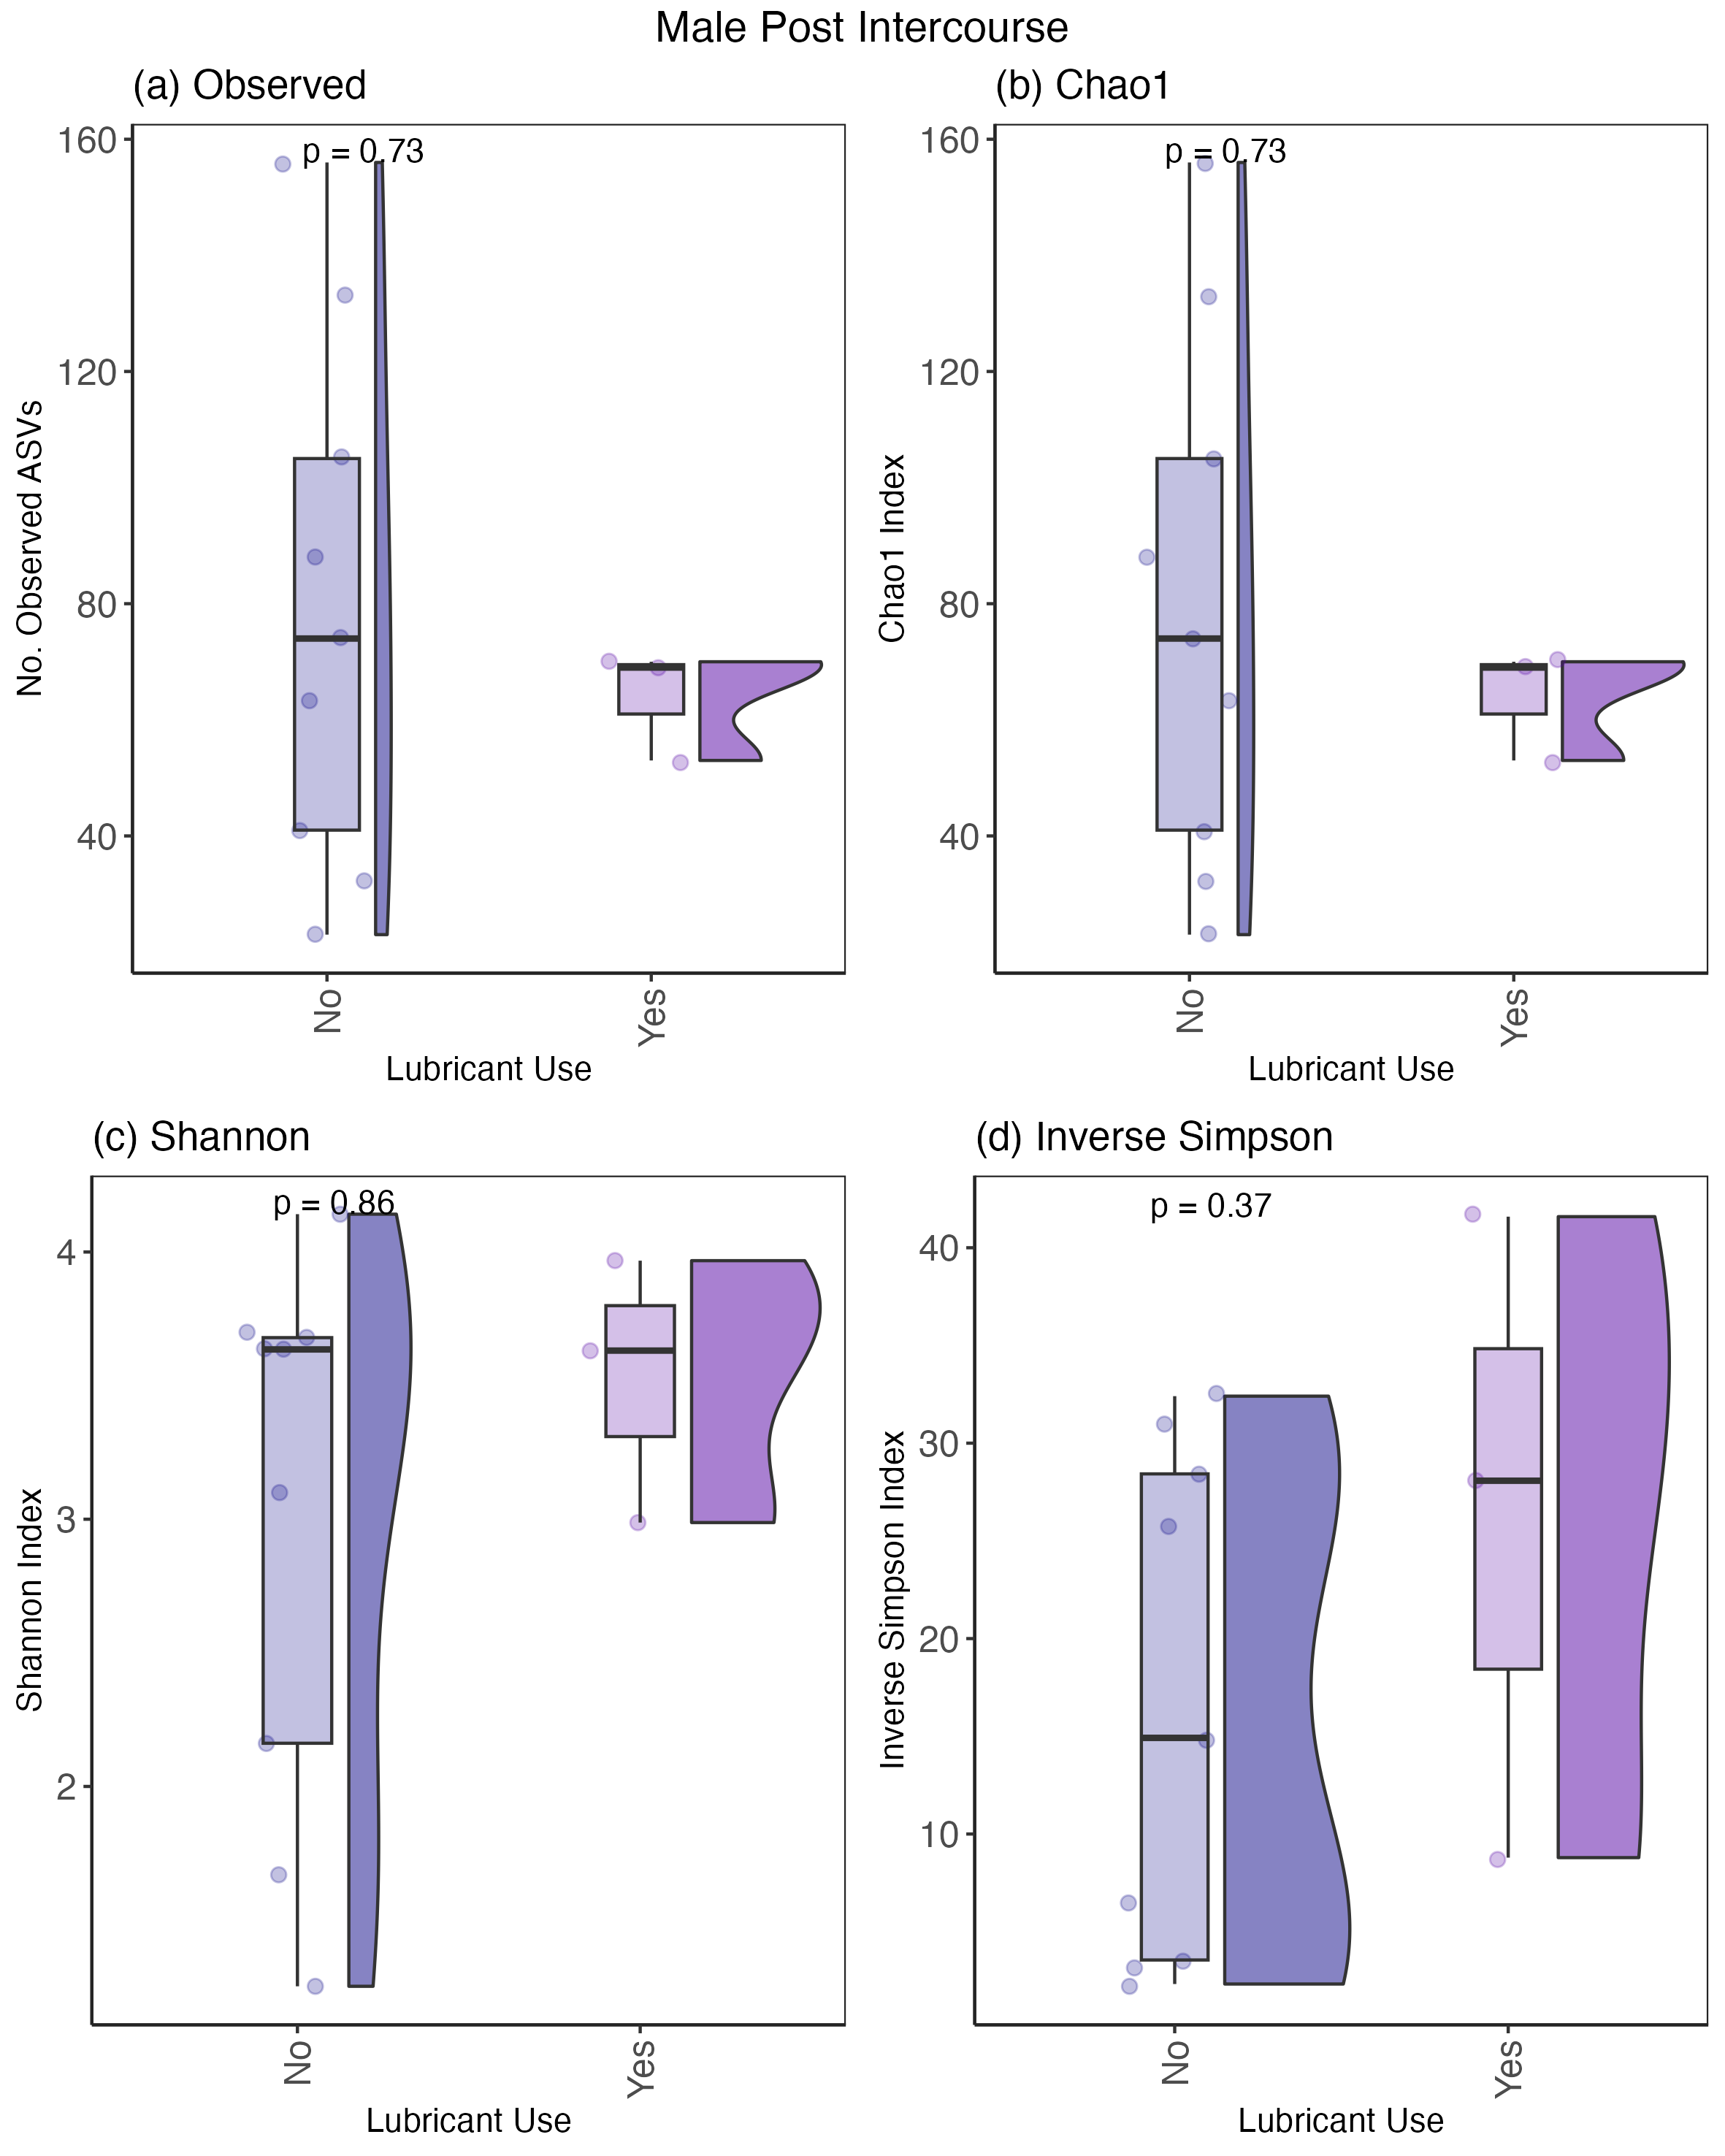 Male Post Intercourse
(a) Observed
160
120
80
40
No. Observed ASVs
p = 0.73
No
Yes
Lubricant Use
(b) Chao1
160
120
80
40
Chao1 Index
p = 0.73
No
Yes
Lubricant Use
(c) Shannon
4
3
2
Shannon Index
p = 0.86
No
Yes
Lubricant Use
(d) Inverse Simpson
40
30
20
10
Inverse Simpson Index
p = 0.37
No
Yes
Lubricant Use